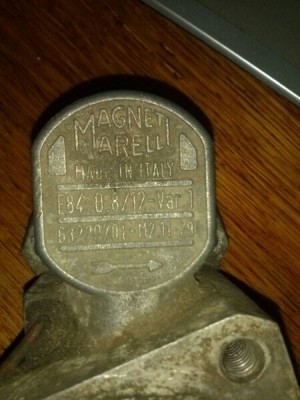 MAGNETI
MARELLI
MADE IN ITALY
E84 0,8/12-Var 1